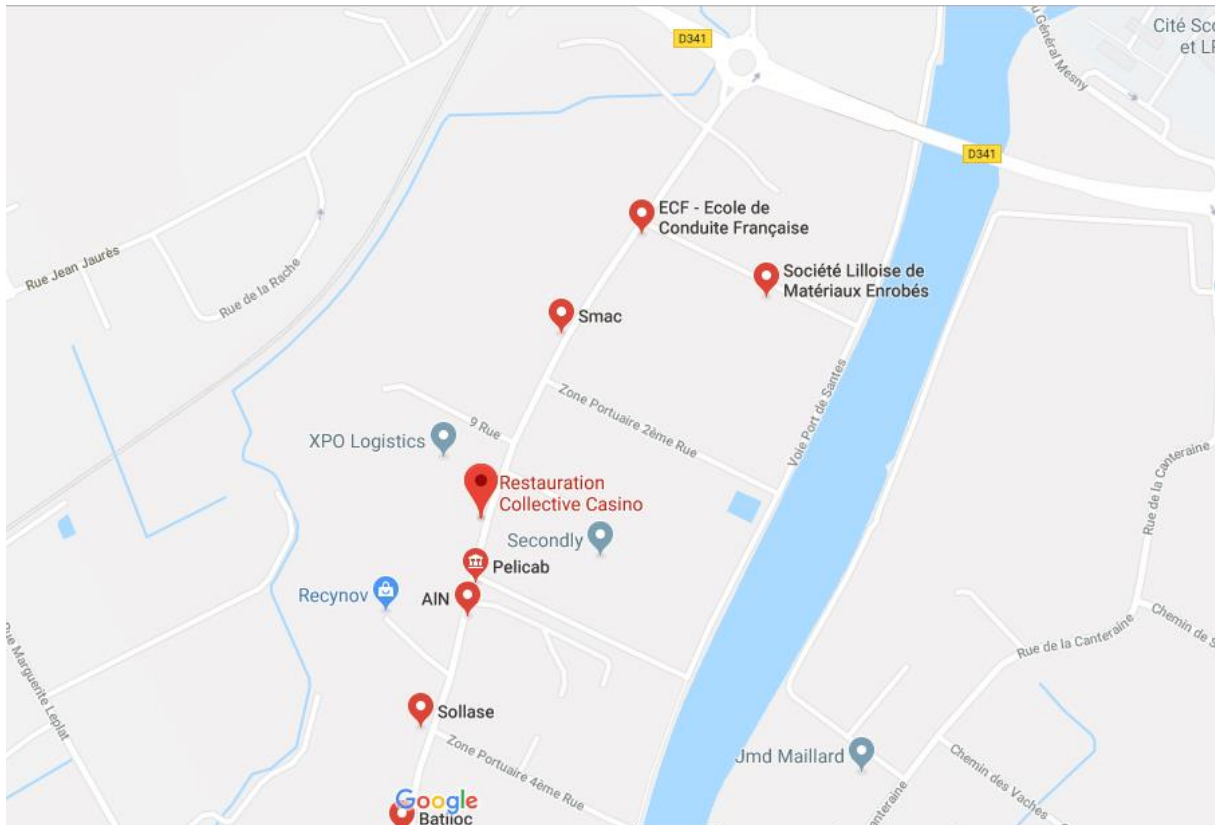 Cité Sco
et LP
u Général Mesny
D341
D341
ECF - Ecole de
Conduite Française
Société Lilloise de
Matériaux Enrobés
Rue Jean Jaurès
Rue de la Rache
Smac
Zone Portuaire 2ème Rue
Voie Port de Santes
9 Rue
XPO Logistics
Restauration
Collective Casino
Secondly
Pelicab
Recynov
AIN
Rue de la Canteraine
Rue de la Canteraine
Chemin de S
Rue Marguerite Leplat
Sollase
Zone Portuaire 4ème Rue
Jmd Maillard
Chemin des Vaches
Canteraine
Google
Batiloc